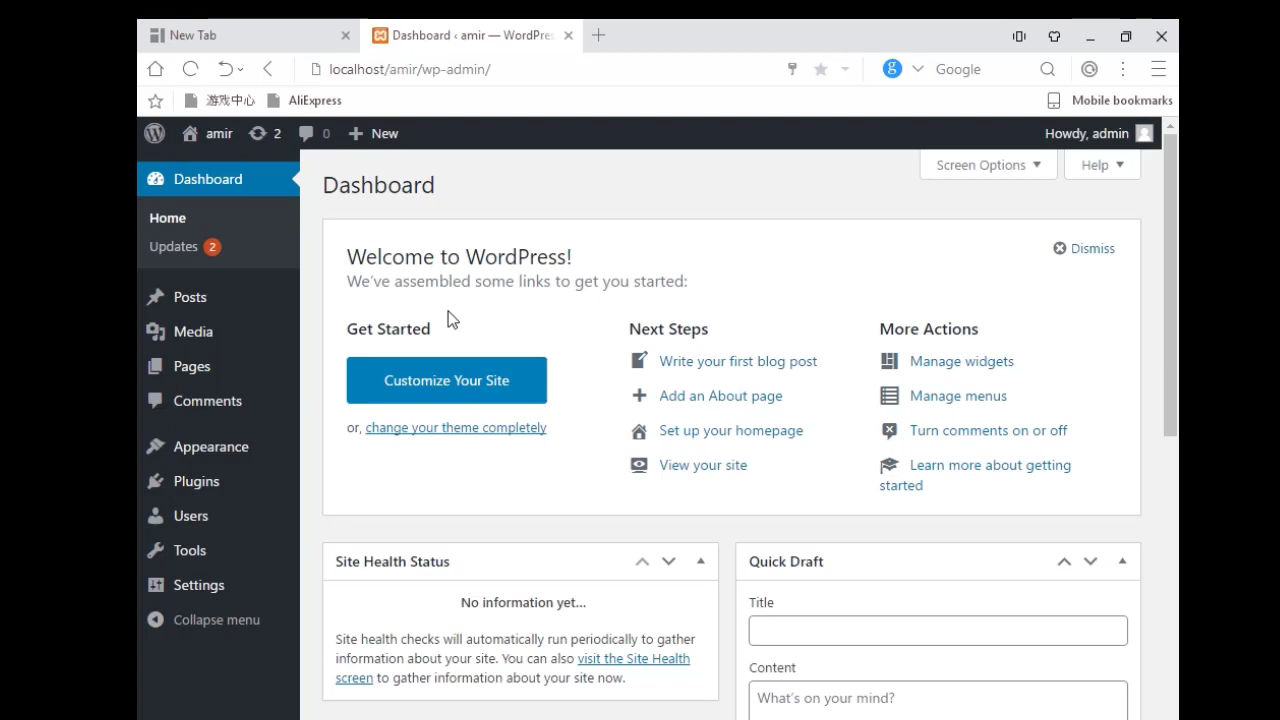 New Tab
Dashboard ‹ amir — WordPres
localhost/amir/wp-admin/
Google
游戏中心
AliExpress
Mobile bookmarks
amir
2
0
New
Howdy, admin
Dashboard
Home
Updates 2
Posts
Media
Pages
Comments
Appearance
Plugins
Users
Tools
Settings
Collapse menu
Screen Options
Help
Dashboard
Welcome to WordPress!
We've assembled some links to get you started:
Dismiss
Get Started
Customize Your Site
or, change your theme completely
Next Steps
Write your first blog post
Add an About page
Set up your homepage
View your site
More Actions
Manage widgets
Manage menus
Turn comments on or off
Learn more about getting
started
Site Health Status
No information yet...
Site health checks will automatically run periodically to gather
information about your site. You can also visit the Site Health
screen to gather information about your site now.
Quick Draft
Title
Content
What's on your mind?